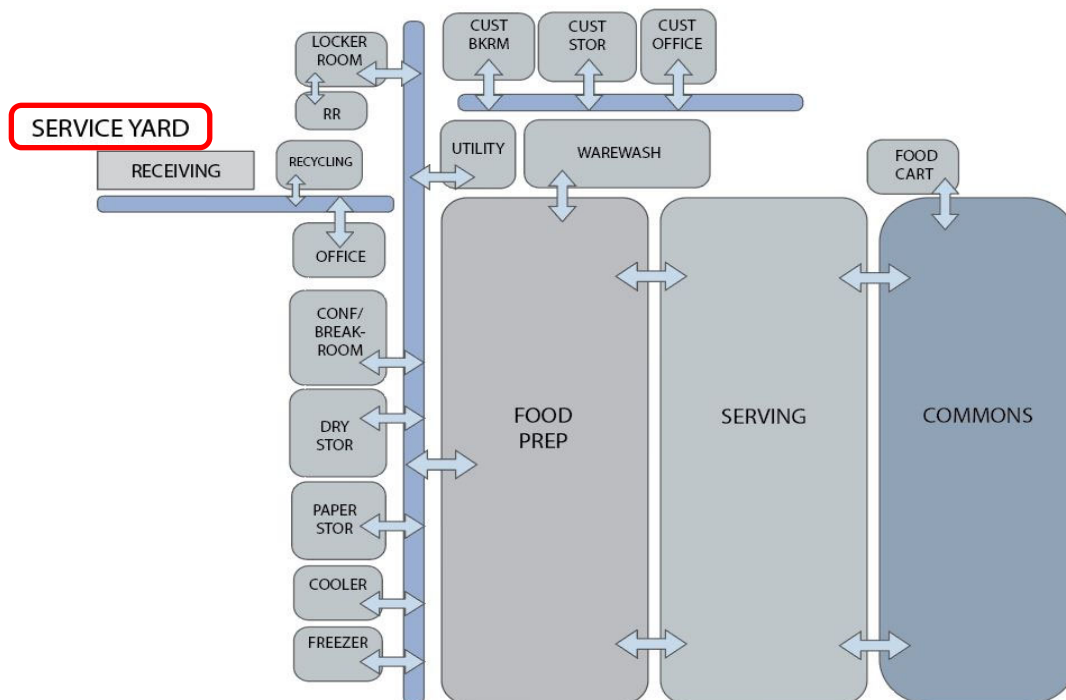 LOCKER
ROOM
RR
CUST
BKRM
CUST
STOR
CUST
OFFICE
SERVICE YARD
RECEIVING
RECYCLING
UTILITY
WAREWASH
FOOD
CART
OFFICE
CONF/
BREAK-
ROOM
DRY
STOR
PAPER
STOR
COOLER
FREEZER
FOOD
PREP
SERVING
COMMONS